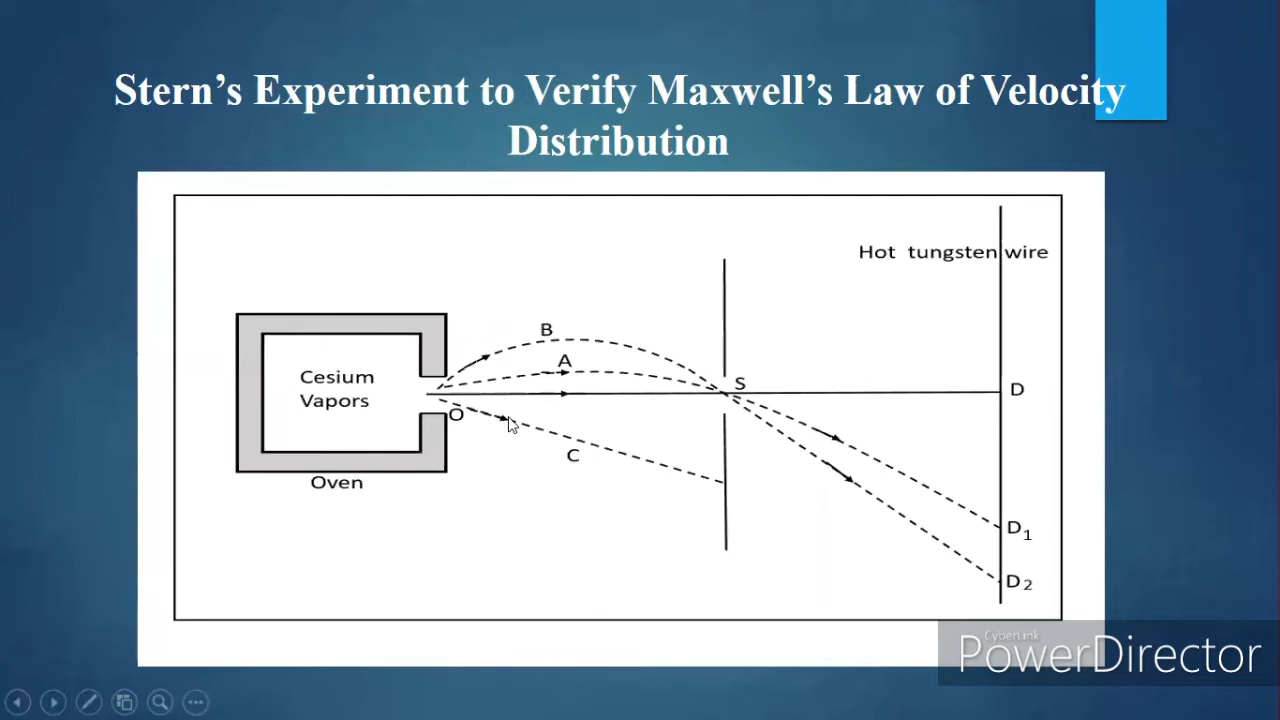 Stern's Experiment to Verify Maxwell's Law of Velocity
Distribution
Hot tungsten wire
B
A
S
D
Cesium
Vapors
O
C
Oven
D1
D2
CyberLink
PowerDirector